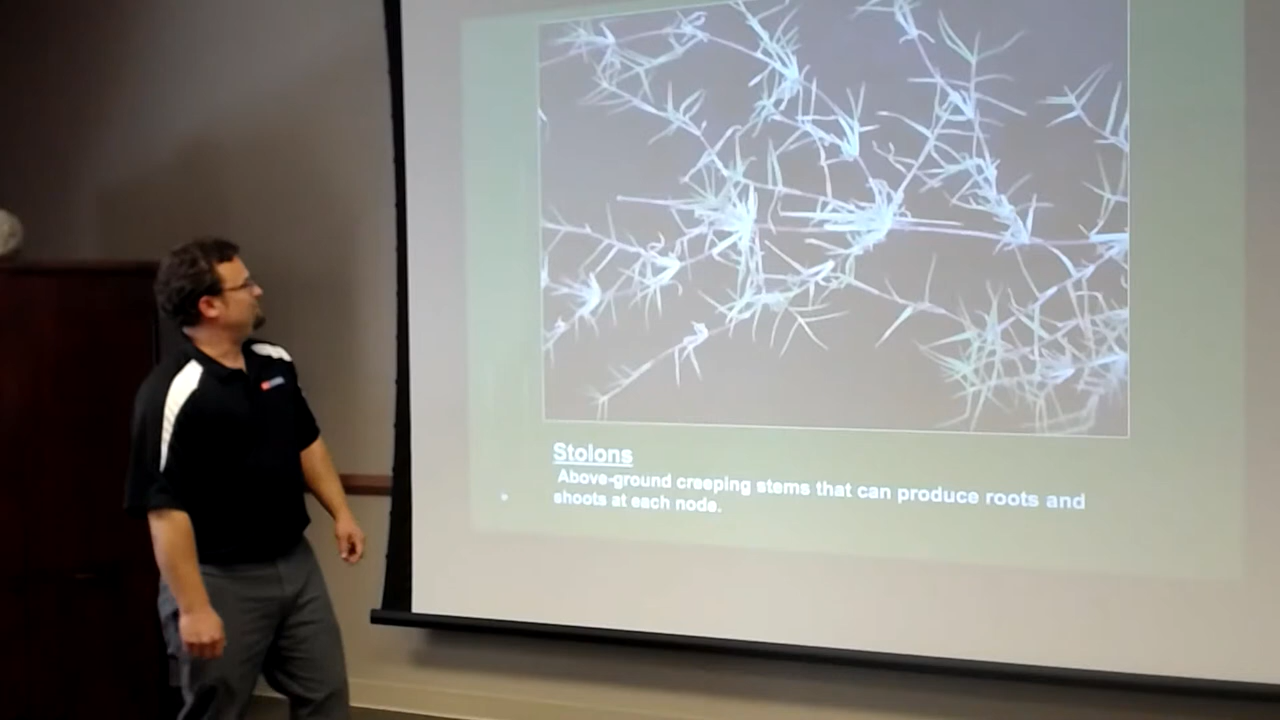 Stolons
Above-ground creeping stems that can produce roots and
shoots at each node.